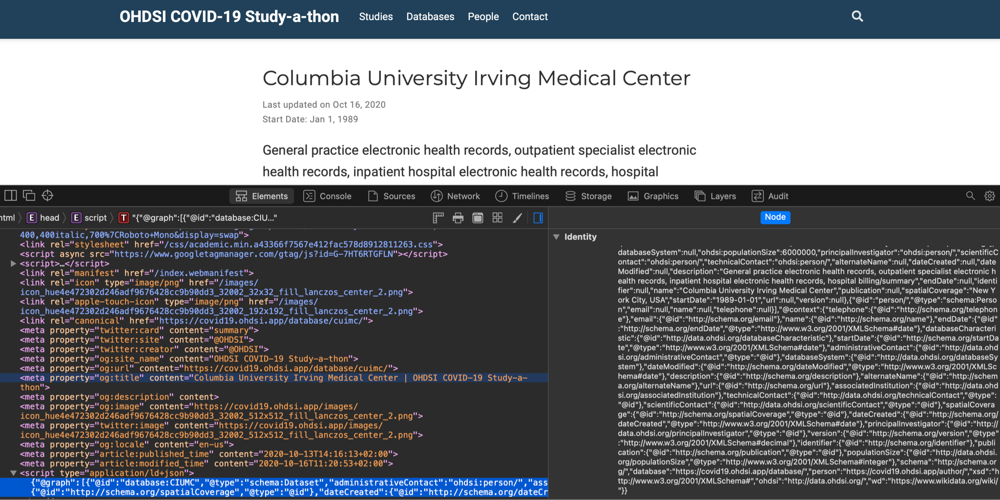 OHDSI COVID-19 Study-a-thon Studies Databases People Contact
Columbia University Irving Medical Center
Last updated on Oct 16, 2020
Start Date: Jan 1, 1989
General practice electronic health records, outpatient specialist electronic
health records, inpatient hospital electronic health records, hospital
Elements Console Sources Network Timelines Storage Graphics Layers Audit
html E head E script T "{"@graph":[{"@id":"database:CIU…"
400,400italic,700%7CRoboto+Mono&display=swap">
<link rel="stylesheet" href="/css/academic.min.a43366f7567e412fac578d8912811263.css">
<script async src="https://www.googletagmanager.com/gtag/js?id=G-7HT6RTGFLN"></script>
<script>…</script>
<link rel="manifest" href="/index.webmanifest">
<link rel="icon" type="image/png" href="/images/
icon_hue4e472302d246adf9676428cc9b90dd3_32002_32x32_fill_lanczos_center_2.png">
<link rel="apple-touch-icon" type="image/png" href="/images/
icon_hue4e472302d246adf9676428cc9b90dd3_32002_192x192_fill_lanczos_center_2.png">
<link rel="canonical" href="https://covid19.ohdsi.app/database/cuimc/">
<meta property="twitter:card" content="summary">
<meta property="twitter:site" content="@OHDSI">
<meta property="twitter:creator" content="@OHDSI">
<meta property="og:site_name" content="OHDSI COVID-19 Study-a-thon">
<meta property="og:url" content="https://covid19.ohdsi.app/database/cuimc/">
<meta property="og:title" content="Columbia University Irving Medical Center | OHDSI COVID-19 Study-a-
thon">
<meta property="og:description" content>
<meta property="og:image" content="https://covid19.ohdsi.app/images/
icon_hue4e472302d246adf9676428cc9b90dd3_32002_512x512_fill_lanczos_center_2.png">
<meta property="twitter:image" content="https://covid19.ohdsi.app/images/
icon_hue4e472302d246adf9676428cc9b90dd3_32002_512x512_fill_lanczos_center_2.png">
<meta property="og:locale" content="en-us">
<meta property="article:published_time" content="2020-10-13T14:16:13+02:00">
<meta property="article:modified_time" content="2020-10-16T11:20:53+02:00">
<script type="application/ld+json">
{"@graph":[{"@id":"database:CIUMC","@type":"schema:Dataset","administrativeContact":"ohdsi:person/","ass
{"@id":"http://schema.org/spatialCoverage","@type":"@id"},"dateCreated":{"@id":"http://schema.org/dateCr
Node
Identity
databaseSystem":null,"ohdsi:populationSize":6000000,"principalInvestigator":"ohdsi:person/","scientificC
ontact":"ohdsi:person/","technicalContact":"ohdsi:person/","alternateName":null,"dateCreated":null,"date
Modified":null,"description":"General practice electronic health records, outpatient specialist electronic h
ealth records, inpatient hospital electronic health records, hospital billing/summary","endDate":null,"identi
fier":null,"name":"Columbia University Irving Medical Center","publication":null,"spatialCoverage":"New Y
ork City, USA","startDate":"1989-01-01","url":null,"version":null},{"@id":"person/","@type":"schema:Perso
n","email":null,"name":null,"telephone":null}],"@context":{"telephone":{"@id":"http://schema.org/telephon
e"},"email":{"@id":"http://schema.org/email"},"name":{"@id":"http://schema.org/name"},"endDate":{"@id"
:"http://schema.org/endDate","@type":"http://www.w3.org/2001/XMLSchema#date"},"databaseCharacteri
stic":{"@id":"http://data.ohdsi.org/databaseCharacteristic"},"startDate":{"@id":"http://schema.org/startDa
te","@type":"http://www.w3.org/2001/XMLSchema#date"},"administrativeContact":{"@id":"http://data.ohd
si.org/administrativeContact","@type":"@id"},"databaseSystem":{"@id":"http://data.ohdsi.org/databaseSy
stem"},"dateModified":{"@id":"http://schema.org/dateModified","@type":"http://www.w3.org/2001/XMLSc
hema#date"},"description":{"@id":"http://schema.org/description"},"alternateName":{"@id":"http://schem
a.org/alternateName"},"url":{"@id":"http://schema.org/url"},"associatedInstitution":{"@id":"http://data.ohd
si.org/associatedInstitution"},"technicalContact":{"@id":"http://data.ohdsi.org/technicalContact","@type":
"@id"},"scientificContact":{"@id":"http://data.ohdsi.org/scientificContact","@type":"@id"},"spatialCovera
ge":{"@id":"http://schema.org/spatialCoverage","@type":"@id"},"dateCreated":{"@id":"http://schema.org/
dateCreated","@type":"http://www.w3.org/2001/XMLSchema#date"},"principalInvestigator":{"@id":"http://
data.ohdsi.org/principalInvestigator","@type":"@id"},"version":{"@id":"http://schema.org/version","@type"
:"http://www.w3.org/2001/XMLSchema#decimal"},"identifier":{"@id":"http://schema.org/identifier"},"publi
cation":{"@id":"http://schema.org/publication","@type":"@id"},"populationSize":{"@id":"http://data.ohdsi.
org/populationSize","@type":"http://www.w3.org/2001/XMLSchema#integer"},"schema":"http://schema.or
g/","database":"https://covid19.ohdsi.app/database/","person":"https://covid19.ohdsi.app/author/","xsd":"h
ttp://www.w3.org/2001/XMLSchema#","ohdsi":"http://data.ohdsi.org/","wd":"https://www.wikidata.org/wiki/
"}}